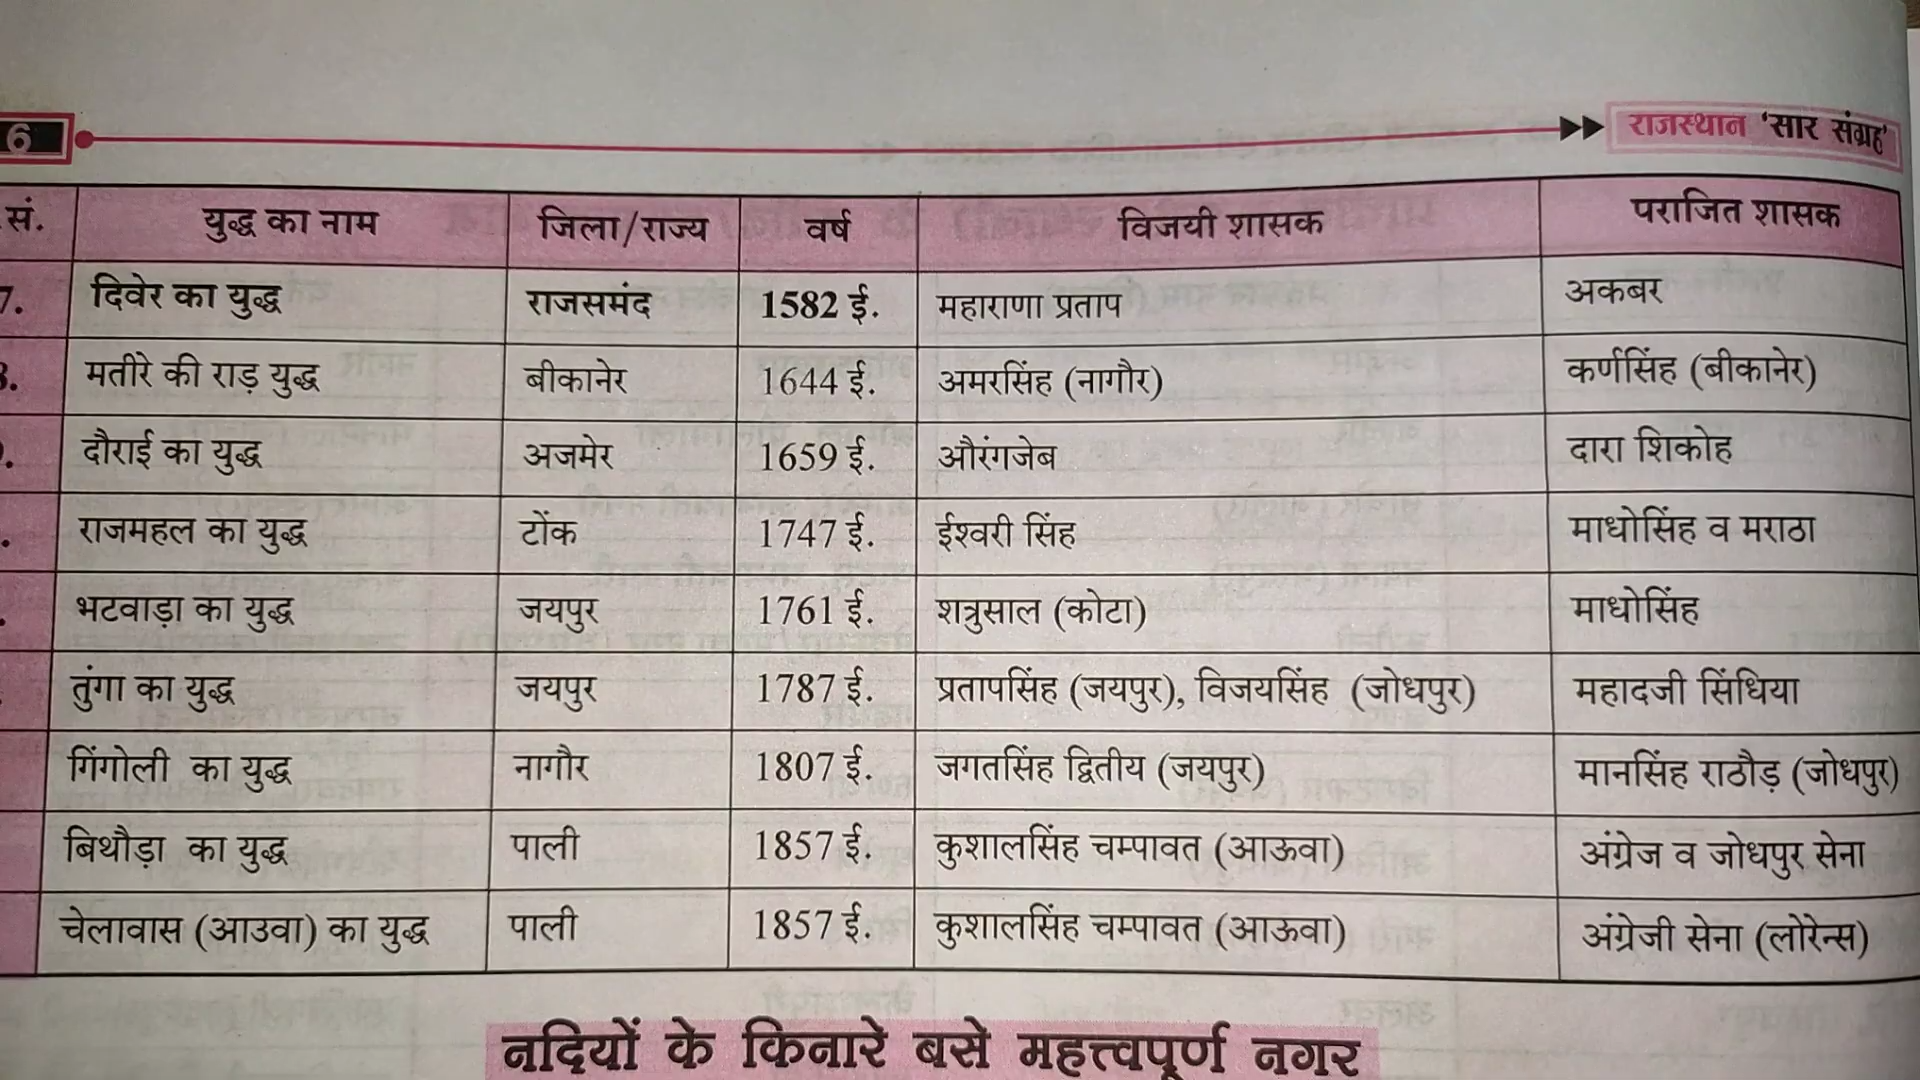 6
राजस्थान 'सार संग्रह'
सं. युद्ध का नाम जिला/राज्य वर्ष विजयी शासक पराजित शासक
7. दिवेर का युद्ध राजसमंद 1582 ई. महाराणा प्रताप अकबर
मतीरे की राड़ युद्ध बीकानेर 1644 ई. अमरसिंह (नागौर) कर्णसिंह (बीकानेर)
दौराई का युद्ध अजमेर 1659 ई. औरंगजेब दारा शिकोह
राजमहल का युद्ध टोंक 1747 ई. ईश्वरी सिंह माधोसिंह व मराठा
भटवाड़ा का युद्ध जयपुर 1761 ई. शत्रुसाल (कोटा) माधोसिंह
तुंगा का युद्ध जयपुर 1787 ई. प्रतापसिंह (जयपुर), विजयसिंह (जोधपुर) महादजी सिंधिया
गिंगोली का युद्ध नागौर 1807 ई. जगतसिंह द्वितीय (जयपुर) मानसिंह राठौड़ (जोधपुर)
बिथौड़ा का युद्ध पाली 1857 ई. कुशालसिंह चम्पावत (आऊवा) अंग्रेज व जोधपुर सेना
चेलावास (आउवा) का युद्ध पाली 1857 ई. कुशालसिंह चम्पावत (आऊवा) अंग्रेजी सेना (लोरेन्स)
नदियों के किनारे बसे महत्त्वपूर्ण नगर